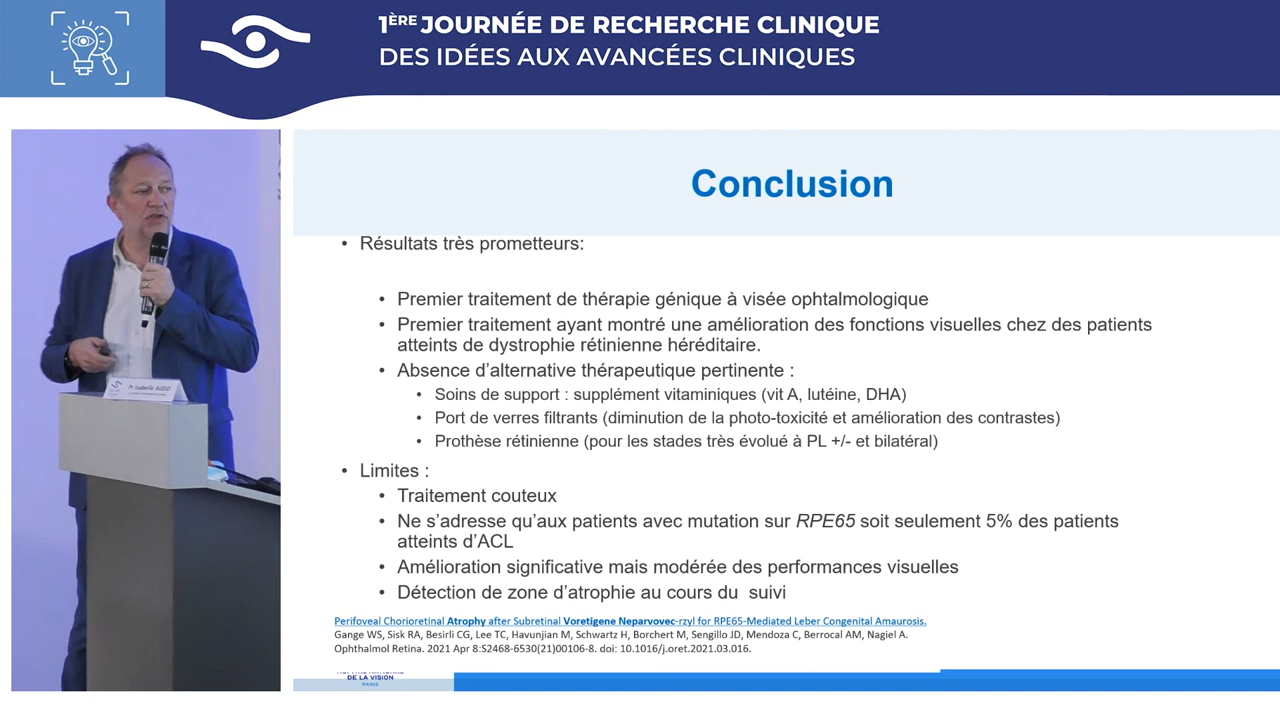 1ÈRE JOURNÉE DE RECHERCHE CLINIQUE
DES IDÉES AUX AVANCÉES CLINIQUES
Conclusion
• Résultats très prometteurs:
• Premier traitement de thérapie génique à visée ophtalmologique
• Premier traitement ayant montré une amélioration des fonctions visuelles chez des patients
atteints de dystrophie rétinienne héréditaire.
• Absence d’alternative thérapeutique pertinente :
• Soins de support : supplément vitaminiques (vit A, lutéine, DHA)
• Port de verres filtrants (diminution de la photo-toxicité et amélioration des contrastes)
• Prothèse rétinienne (pour les stades très évolué à PL +/- et bilatéral)
• Limites :
• Traitement couteux
• Ne s’adresse qu’aux patients avec mutation sur RPE65 soit seulement 5% des patients
atteints d’ACL
• Amélioration significative mais modérée des performances visuelles
• Détection de zone d’atrophie au cours du  suivi
Perifoveal Chorioretinal Atrophy after Subretinal Voretigene Neparvovec-rzyl for RPE65-Mediated Leber Congenital Amaurosis.
Gange WS, Sisk RA, Besirli CG, Lee TC, Havunjian M, Schwartz H, Borchert M, Sengillo JD, Mendoza C, Berrocal AM, Nagiel A.
Ophthalmol Retina. 2021 Apr 8:S2468-6530(21)00106-8. doi: 10.1016/j.oret.2021.03.016.
DE LA VISION
PARIS
Pr Isabelle AUDO